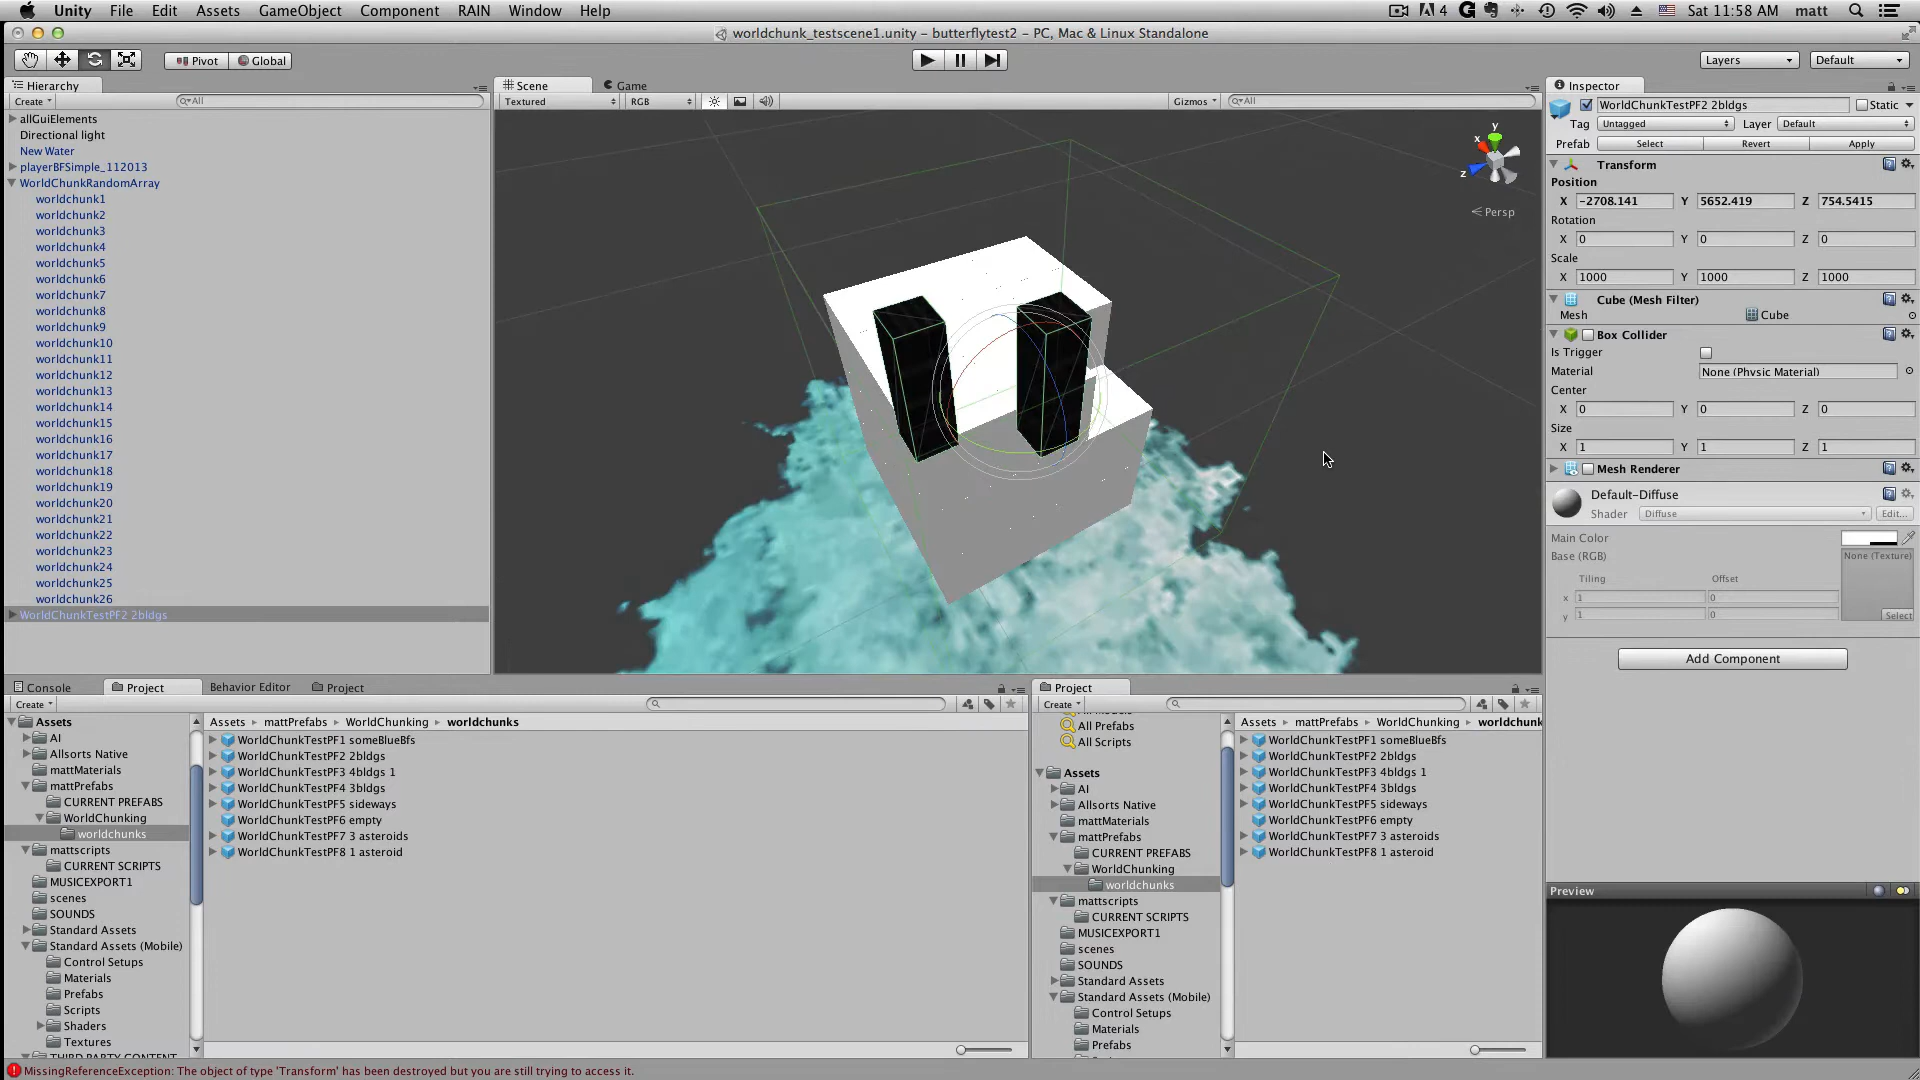 Unity File Edit Assets GameObject Component RAIN Window Help 4 Sat 11:58 AM matt
worldchunk_testscene1.unity – butterflytest2 – PC, Mac & Linux Standalone
Pivot Global Layers Default
Hierarchy
Create All
allGuiElements
Directional light
New Water
playerBFSimple_112013
WorldChunkRandomArray
worldchunk1
worldchunk2
worldchunk3
worldchunk4
worldchunk5
worldchunk6
worldchunk7
worldchunk8
worldchunk9
worldchunk10
worldchunk11
worldchunk12
worldchunk13
worldchunk14
worldchunk15
worldchunk16
worldchunk17
worldchunk18
worldchunk19
worldchunk20
worldchunk21
worldchunk22
worldchunk23
worldchunk24
worldchunk25
worldchunk26
WorldChunkTestPF2 2bldgs
Scene Game
Textured RGB Gizmos All
y
x
z
Persp
Inspector
WorldChunkTestPF2 2bldgs Static
Tag Untagged Layer Default
Prefab Select Revert Apply
Transform
Position
X -2708.141 Y 5652.419 Z 754.5415
Rotation
X 0 Y 0 Z 0
Scale
X 1000 Y 1000 Z 1000
Cube (Mesh Filter)
Mesh Cube
Box Collider
Is Trigger
Material None (Physic Material)
Center
X 0 Y 0 Z 0
Size
X 1 Y 1 Z 1
Mesh Renderer
Default-Diffuse
Shader Diffuse Edit...
Main Color
Base (RGB) None (Texture)
Tiling Offset
x 1 0
y 1 0 Select
Add Component
Preview
Console Project Behavior Editor Project
Create
Assets
AI
Allsorts Native
mattMaterials
mattPrefabs
CURRENT PREFABS
WorldChunking
worldchunks
mattscripts
CURRENT SCRIPTS
MUSICEXPORT1
scenes
SOUNDS
Standard Assets
Standard Assets (Mobile)
Control Setups
Materials
Prefabs
Scripts
Shaders
Textures
THIRD PARTY CONTENT
Assets mattPrefabs WorldChunking worldchunks
WorldChunkTestPF1 someBlueBfs
WorldChunkTestPF2 2bldgs
WorldChunkTestPF3 4bldgs 1
WorldChunkTestPF4 3bldgs
WorldChunkTestPF5 sideways
WorldChunkTestPF6 empty
WorldChunkTestPF7 3 asteroids
WorldChunkTestPF8 1 asteroid
Project
Create
All Prefabs
All Scripts
Assets
AI
Allsorts Native
mattMaterials
mattPrefabs
CURRENT PREFABS
WorldChunking
worldchunks
mattscripts
CURRENT SCRIPTS
MUSICEXPORT1
scenes
SOUNDS
Standard Assets
Standard Assets (Mobile)
Control Setups
Materials
Prefabs
Assets mattPrefabs WorldChunking worldchunk
WorldChunkTestPF1 someBlueBfs
WorldChunkTestPF2 2bldgs
WorldChunkTestPF3 4bldgs 1
WorldChunkTestPF4 3bldgs
WorldChunkTestPF5 sideways
WorldChunkTestPF6 empty
WorldChunkTestPF7 3 asteroids
WorldChunkTestPF8 1 asteroid
MissingReferenceException: The object of type 'Transform' has been destroyed but you are still trying to access it.